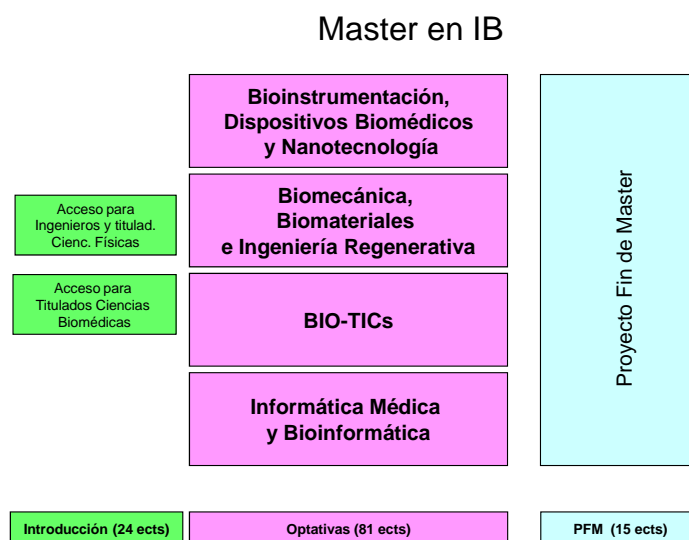 Master en IB
Bioinstrumentación,
Dispositivos Biomédicos
y Nanotecnología
Acceso para
Ingenieros y titulad.
Cienc. Físicas
Biomecánica,
Biomateriales
e Ingeniería Regenerativa
Acceso para
Titulados Ciencias
Biomédicas
BIO-TICs
Informática Médica
y Bioinformática
Proyecto Fin de Master
Introducción (24 ects)
Optativas (81 ects)
PFM (15 ects)